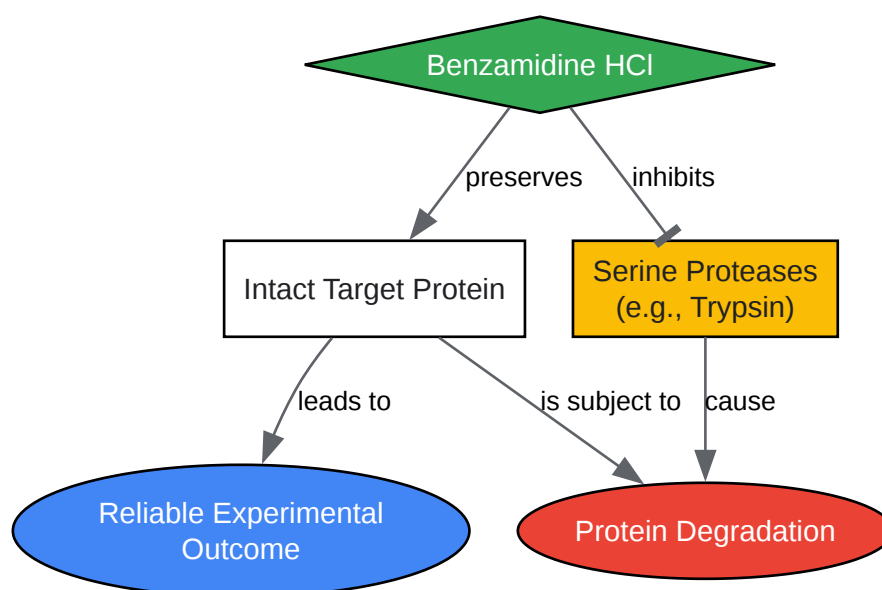 Benzamidine HCl
preserves
inhibits
Intact Target Protein
Serine Proteases
(e.g., Trypsin)
leads to
is subject to
cause
Reliable Experimental
Outcome
Protein Degradation